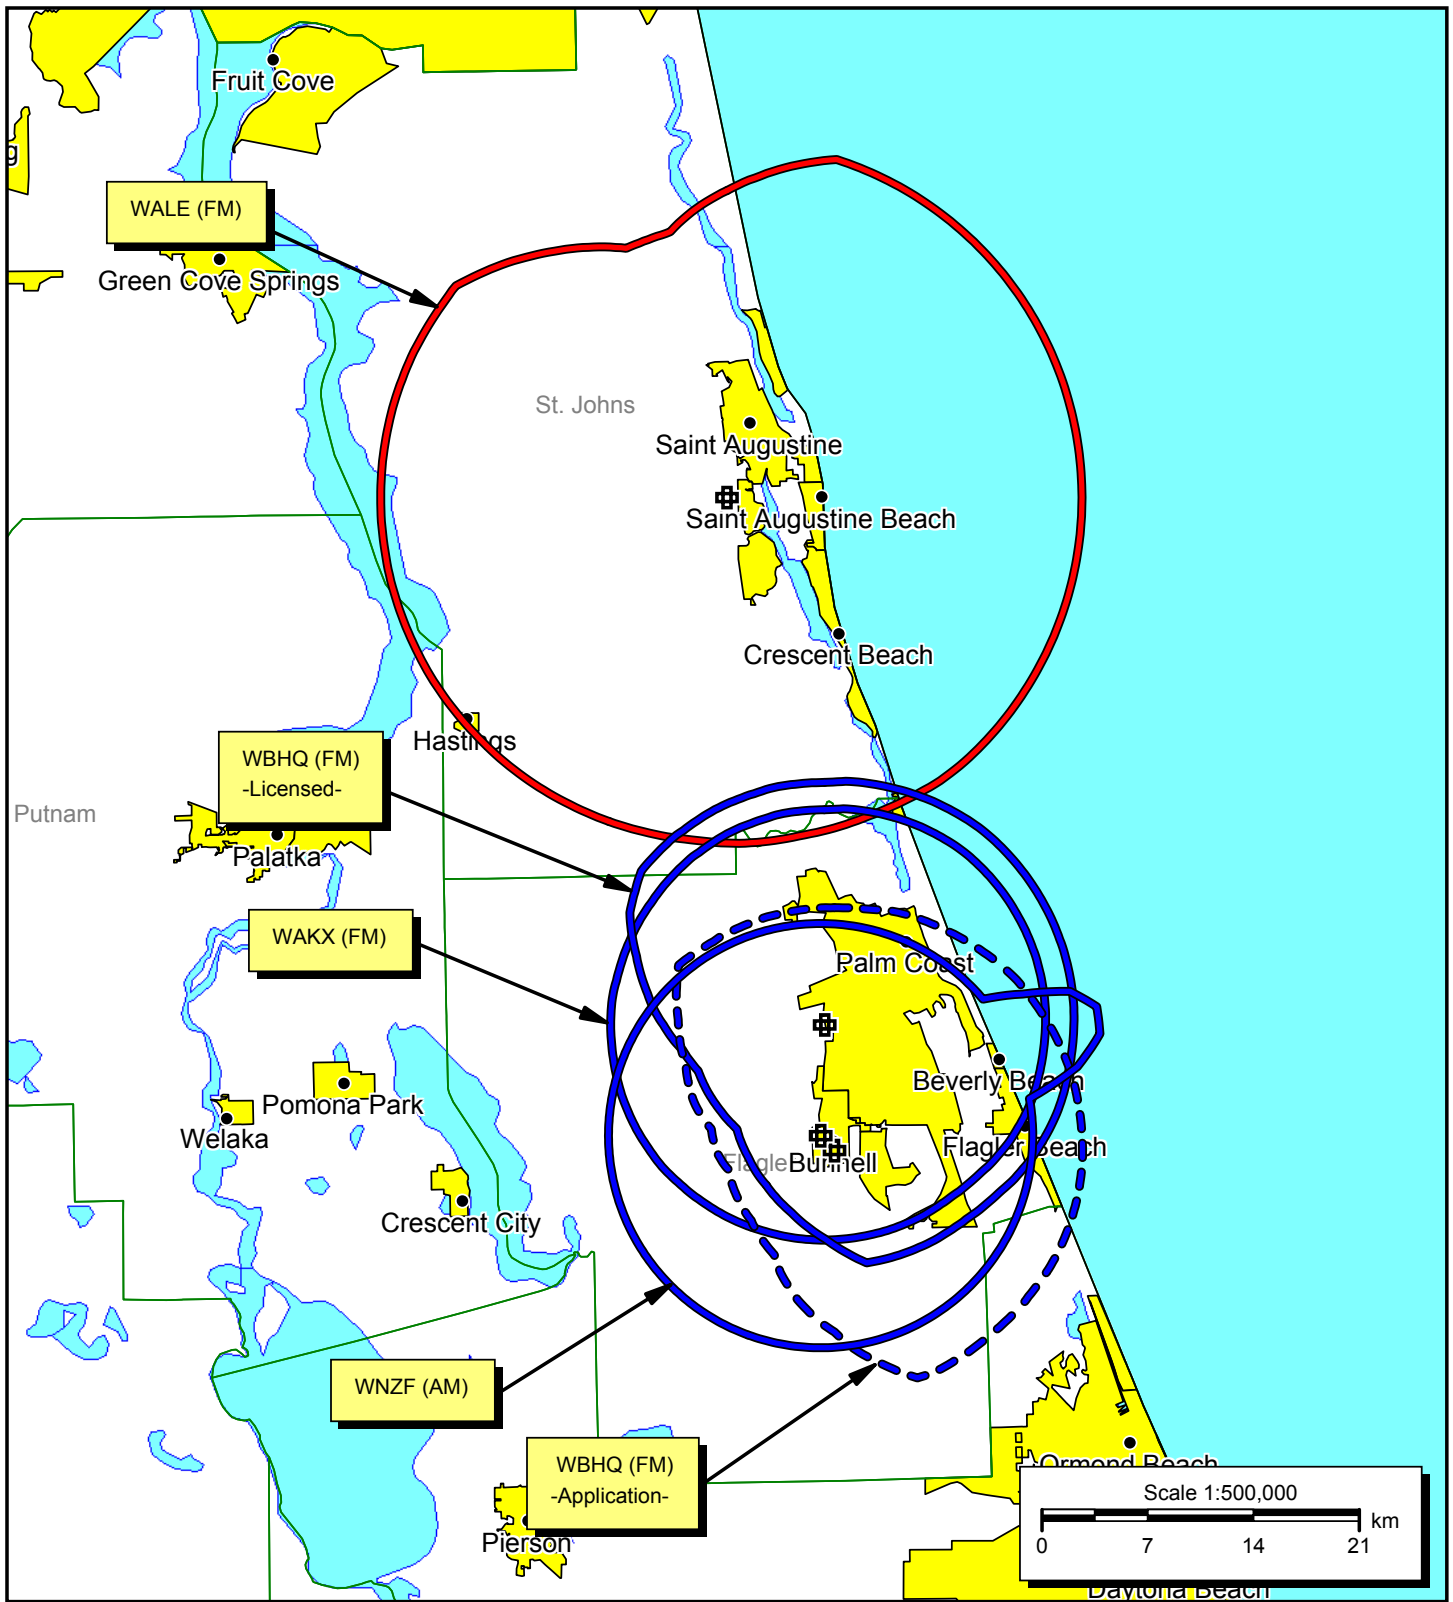 Fruit Cove
g
WALE (FM)
Green Cove Springs
St. Johns
Saint Augustine
Saint Augustine Beach
Crescent Beach
Hastings
WBHQ (FM)
-Licensed-
Putnam
Palatka
WAKX (FM)
Palm Coast
Beverly Beach
Pomona Park
Welaka
Flagler Beach
Flagle
Bunnell
Crescent City
WNZF (AM)
WBHQ (FM)
-Application-
Ormond Beach
Pierson
Scale 1:500,000
km
0 7 14 21
Daytona Beach